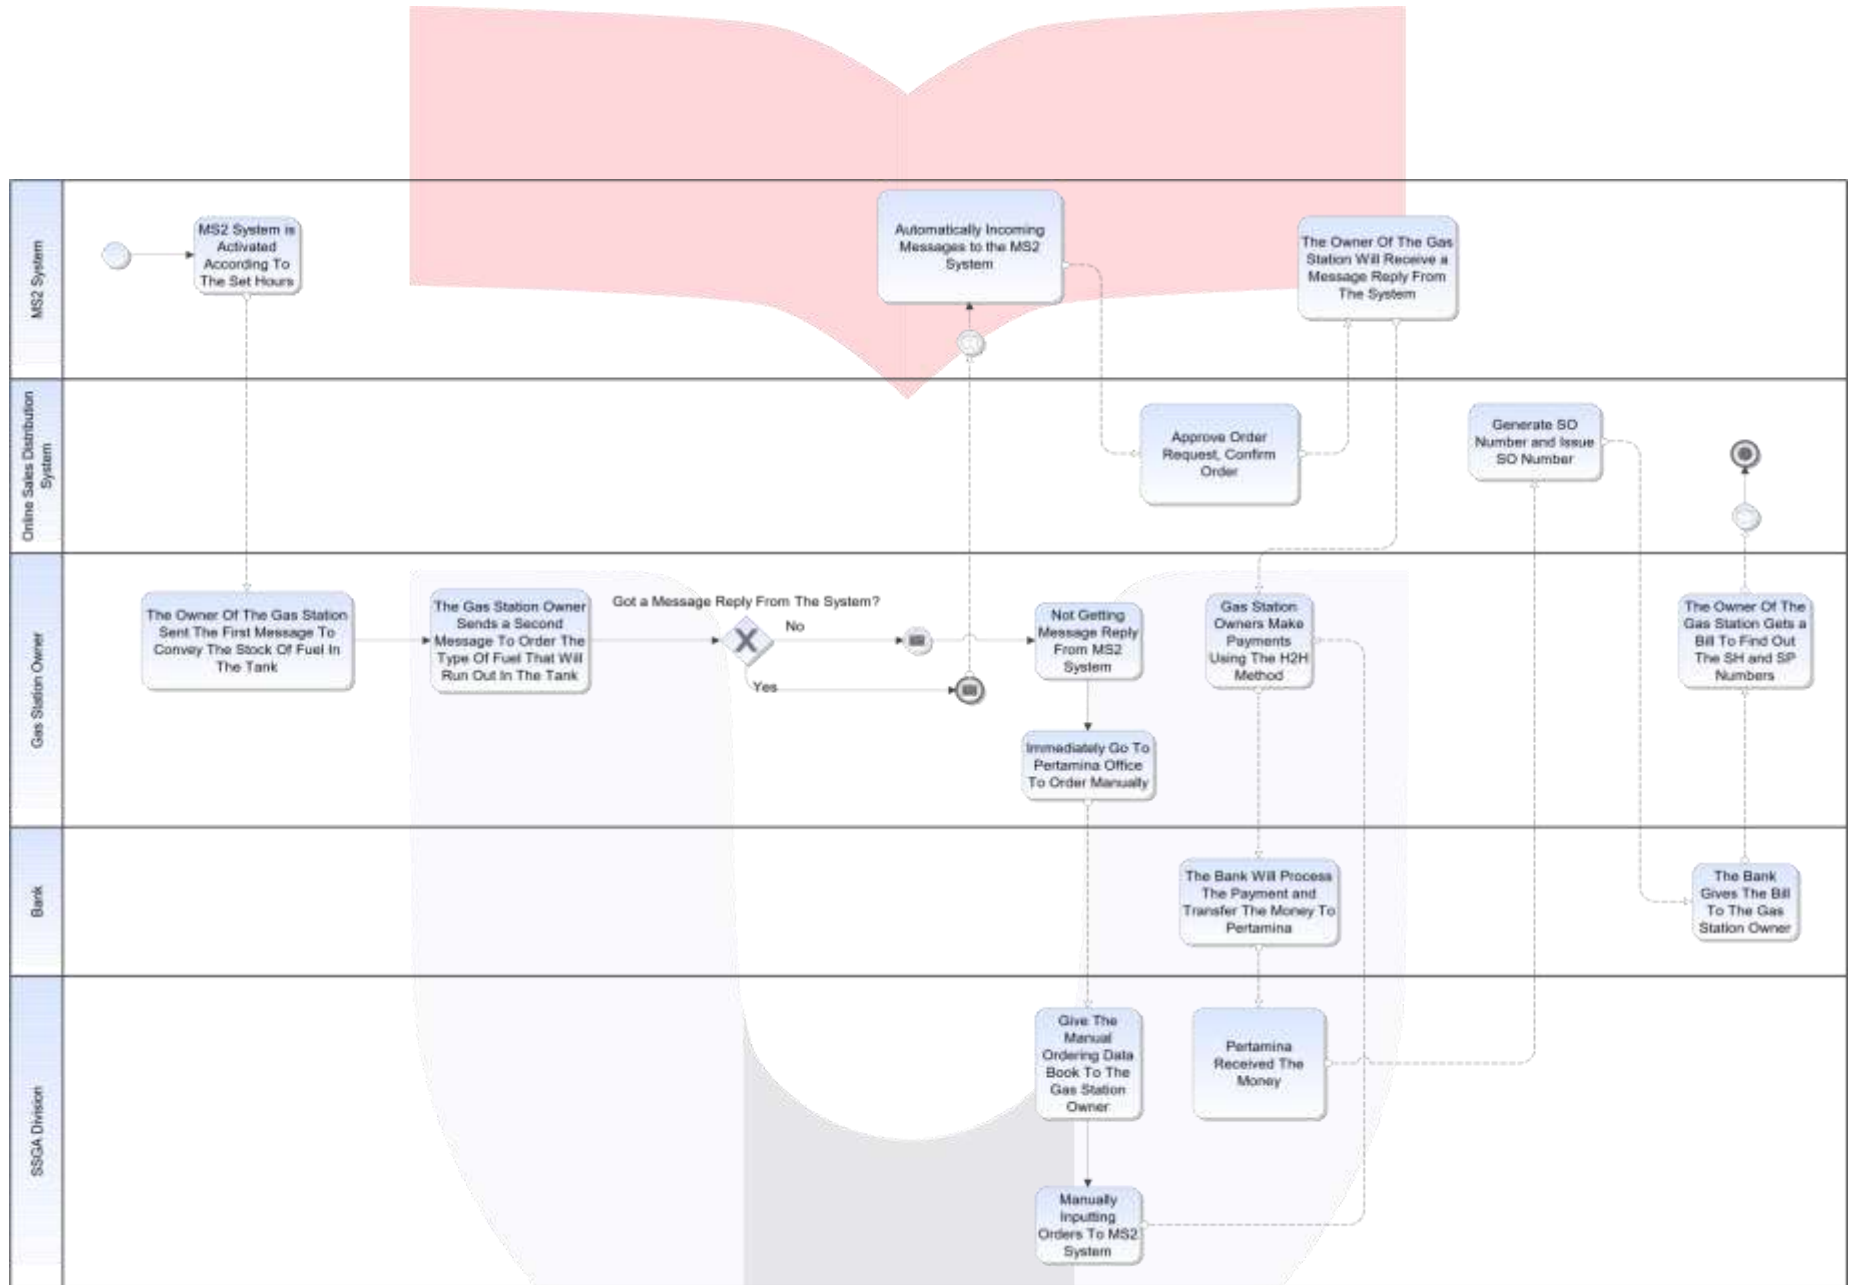 MS2 System
MS2 System is
Activated
According To
The Set Hours
Automatically Incoming
Messages to the MS2
System
The Owner Of The Gas
Station Will Receive a
Message Reply From
The System
Online Sales Distribution
System
Approve Order
Request, Confirm
Order
Generate SO
Number and Issue
SO Number
Gas Station Owner
The Owner Of The Gas Station
Sent The First Message To
Convey The Stock Of Fuel In
The Tank
The Gas Station Owner
Sends a Second
Message To Order The
Type Of Fuel That Will
Run Out In The Tank
Got a Message Reply From The System?
No
Yes
Not Getting
Message Reply
From MS2
System
Immediately Go To
Pertamina Office
To Order Manually
Gas Station
Owners Make
Payments
Using The H2H
Method
The Owner Of The
Gas Station Gets a
Bill To Find Out
The SH and SP
Numbers
Bank
The Bank Will Process
The Payment and
Transfer The Money To
Pertamina
The Bank
Gives The Bill
To The Gas
Station Owner
SSGA Division
Give The
Manual
Ordering Data
Book To The
Gas Station
Owner
Pertamina
Received The
Money
Manually
Inputting
Orders To MS2
System